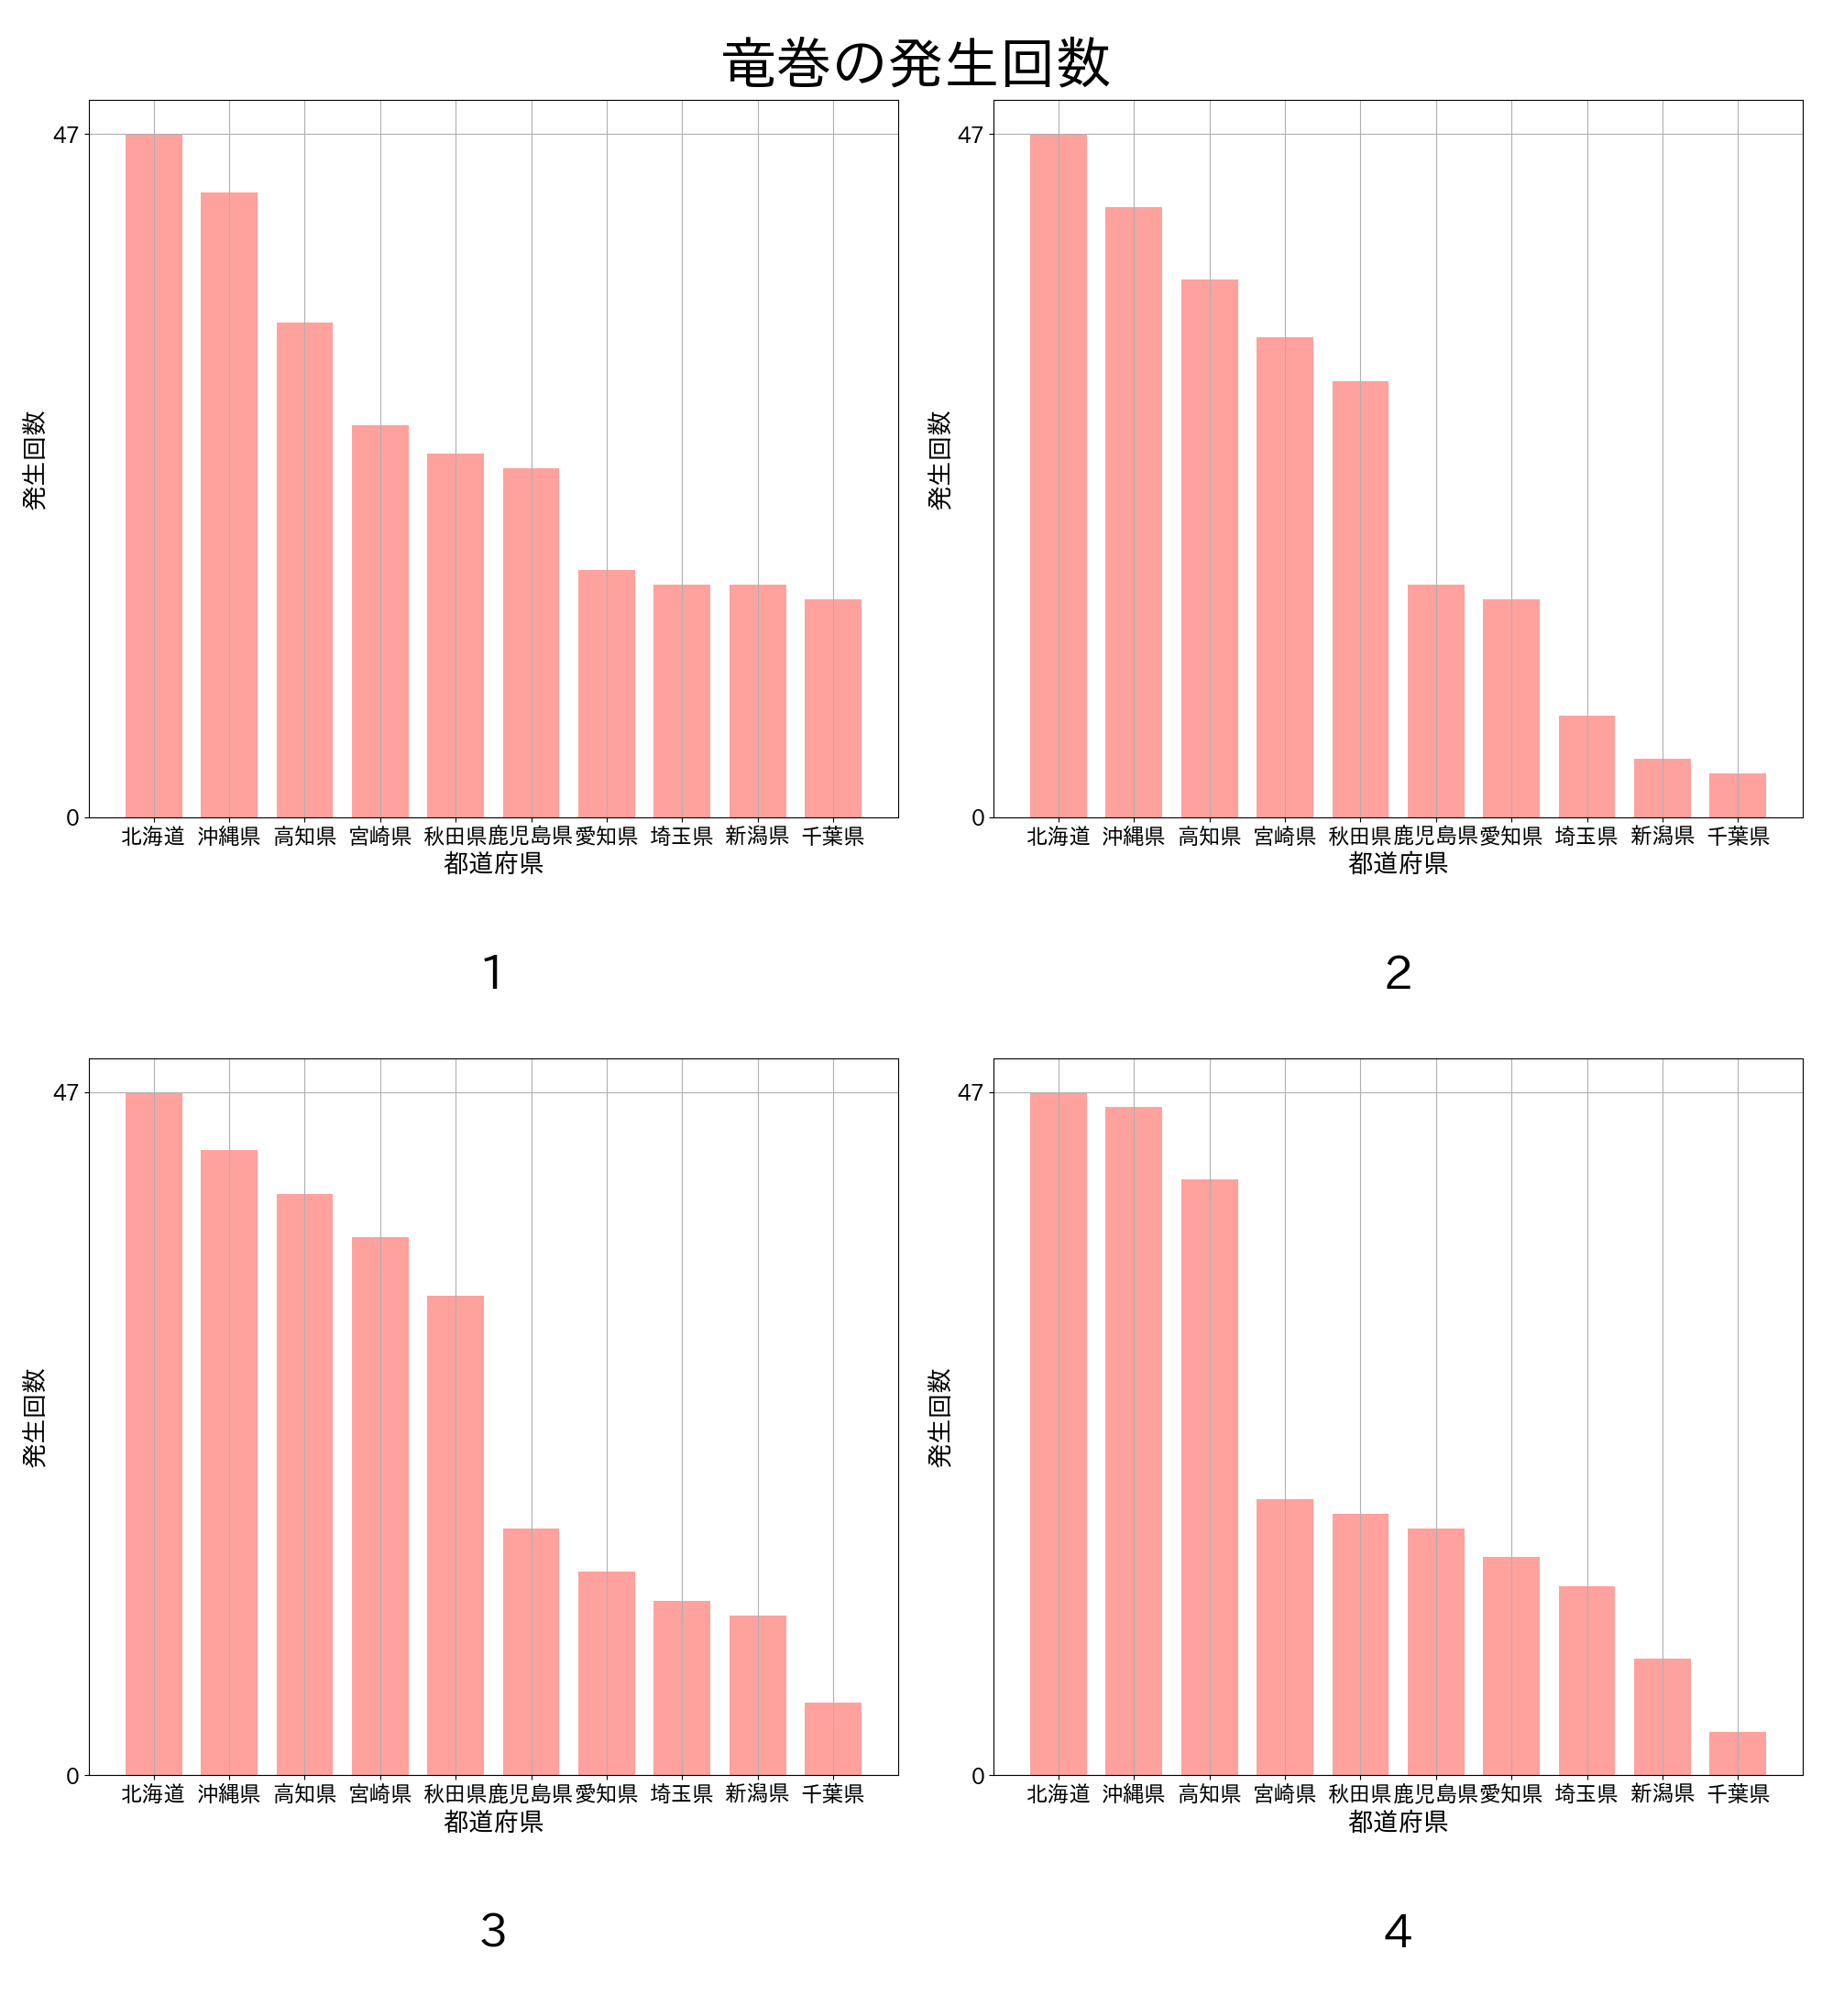 竜巻の発生回数
47
0
発生回数
北海道 沖縄県 高知県 宮崎県 秋田県 鹿児島県 愛知県 埼玉県 新潟県 千葉県
都道府県
1
47
0
発生回数
北海道 沖縄県 高知県 宮崎県 秋田県 鹿児島県 愛知県 埼玉県 新潟県 千葉県
都道府県
2
47
0
発生回数
北海道 沖縄県 高知県 宮崎県 秋田県 鹿児島県 愛知県 埼玉県 新潟県 千葉県
都道府県
3
47
0
発生回数
北海道 沖縄県 高知県 宮崎県 秋田県 鹿児島県 愛知県 埼玉県 新潟県 千葉県
都道府県
4